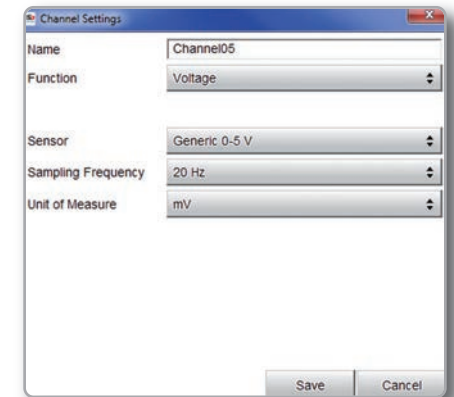 Channel Settings
Name Channel05
Function Voltage
Sensor Generic 0-5 V
Sampling Frequency 20 Hz
Unit of Measure mV
Save Cancel